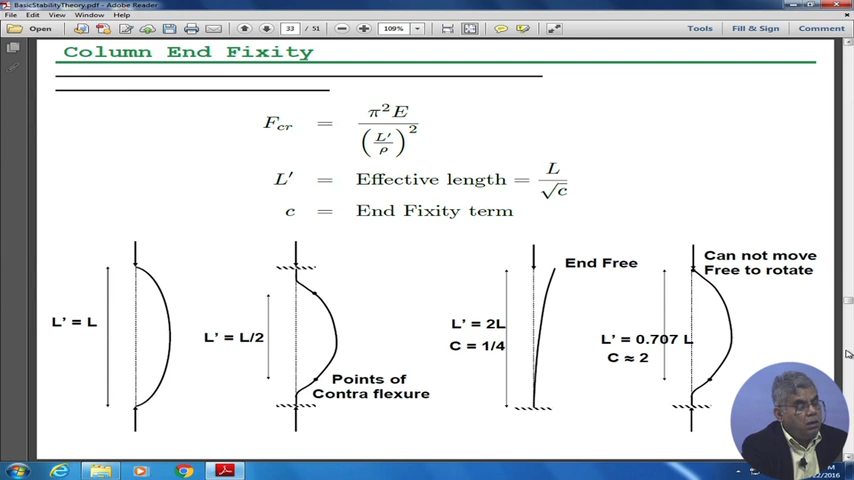 BasicStabilityTheory.pdf - Adobe Reader
File Edit View Window Help
Open 33 / 51 109% Tools Fill & Sign Comment
Column End Fixity
F_cr = π²E / (L'/ρ)²
L' = Effective length = L/√c
c = End Fixity term
L' = L
L' = L/2
Points of
Contra flexure
End Free
L' = 2L
C = 1/4
Can not move
Free to rotate
L' = 0.707 L
C ≈ 2